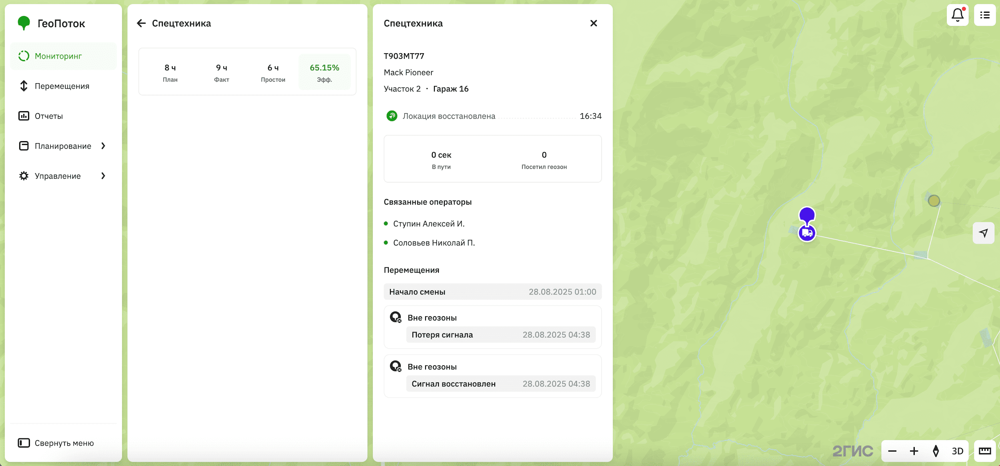 ГеоПоток
Мониторинг
Перемещения
Отчеты
Планирование
Управление
Свернуть меню
Спецтехника
8 ч
План
9 ч
Факт
6 ч
Простои
65.15%
Эфф.
Спецтехника
Т903МТ77
Mack Pioneer
Участок 2 · Гараж 16
Локация восстановлена 16:34
0 сек
В пути
0
Посетил геозон
Связанные операторы
Ступин Алексей И.
Соловьев Николай П.
Перемещения
Начало смены 28.08.2025 01:00
Вне геозоны
Потеря сигнала 28.08.2025 04:38
Вне геозоны
Сигнал восстановлен 28.08.2025 04:38
2ГИС
3D